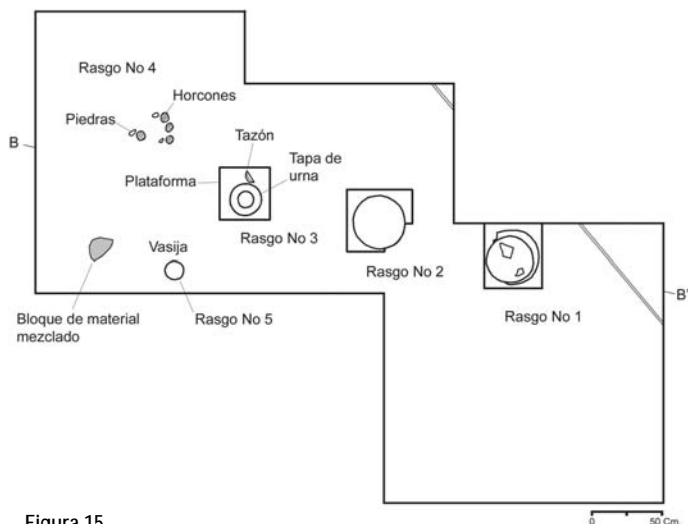 Rasgo No 4
Horcones
Piedras
Tazón
B
Tapa de
urna
Plataforma
Vasija
Rasgo No 3
Rasgo No 2
B'
Bloque de material
mezclado
Rasgo No 5
Rasgo No 1
Figura 15
0 50 Cm